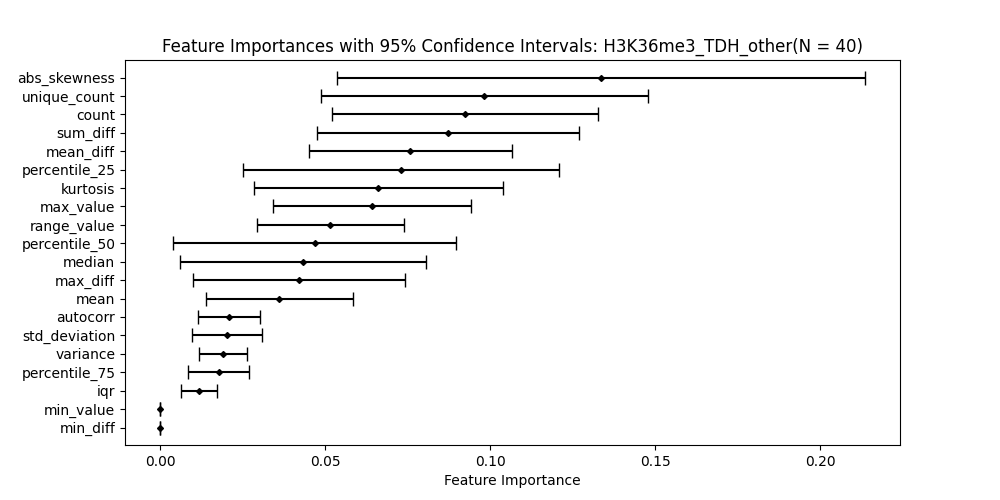 Feature Importances with 95% Confidence Intervals: H3K36me3_TDH_other(N = 40)
abs_skewness
unique_count
count
sum_diff
mean_diff
percentile_25
kurtosis
max_value
range_value
percentile_50
median
max_diff
mean
autocorr
std_deviation
variance
percentile_75
iqr
min_value
min_diff
0.00 0.05 0.10 0.15 0.20
Feature Importance